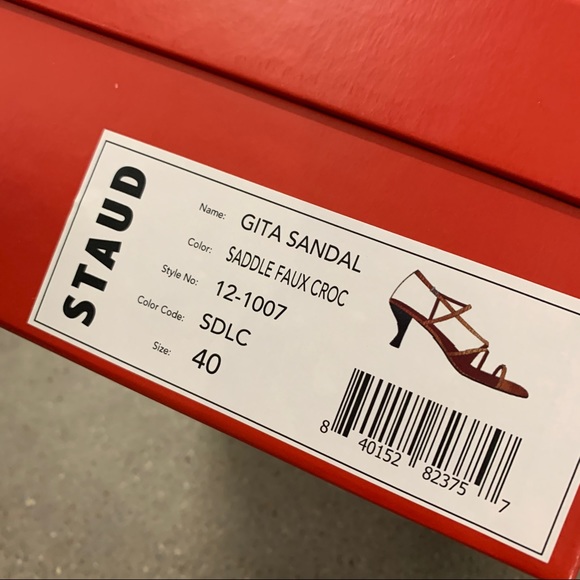 STAUD
Name: GITA SANDAL
Color: SADDLE FAUX CROC
Style No: 12-1007
Color Code: SDLC
Size: 40
8 40152 82375 7